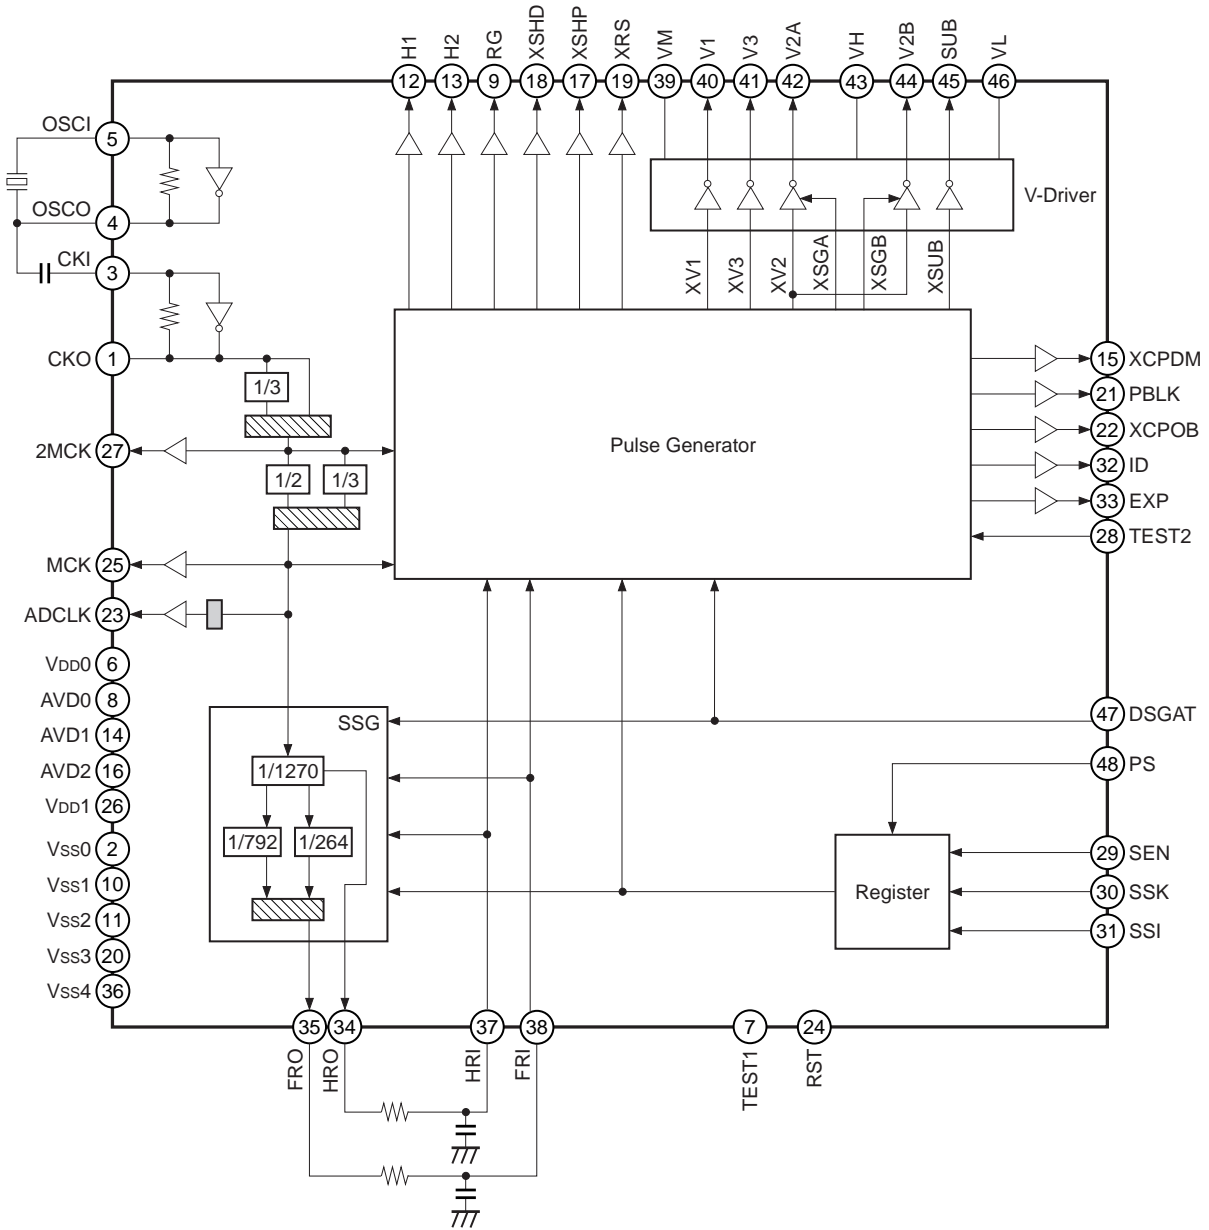 H1
H2
RG
XSHD
XSHP
XRS
VM
V1
V3
V2A
VH
V2B
SUB
VL
12
13
9
18
17
19
39
40
41
42
43
44
45
46
OSCI 5
OSCO 4
CKI 3
CKO 1
2MCK 27
MCK 25
ADCLK 23
VDD0 6
AVD0 8
AVD1 14
AVD2 16
VDD1 26
VSS0 2
VSS1 10
VSS2 11
VSS3 20
VSS4 36
V-Driver
XV1
XV3
XV2
XSGA
XSGB
XSUB
1/3
1/2
1/3
Pulse Generator
15 XCPDM
21 PBLK
22 XCPOB
32 ID
33 EXP
28 TEST2
47 DSGAT
48 PS
29 SEN
30 SSK
31 SSI
SSG
1/1270
1/792
1/264
Register
35
34
37
38
7
24
FRO
HRO
HRI
FRI
TEST1
RST